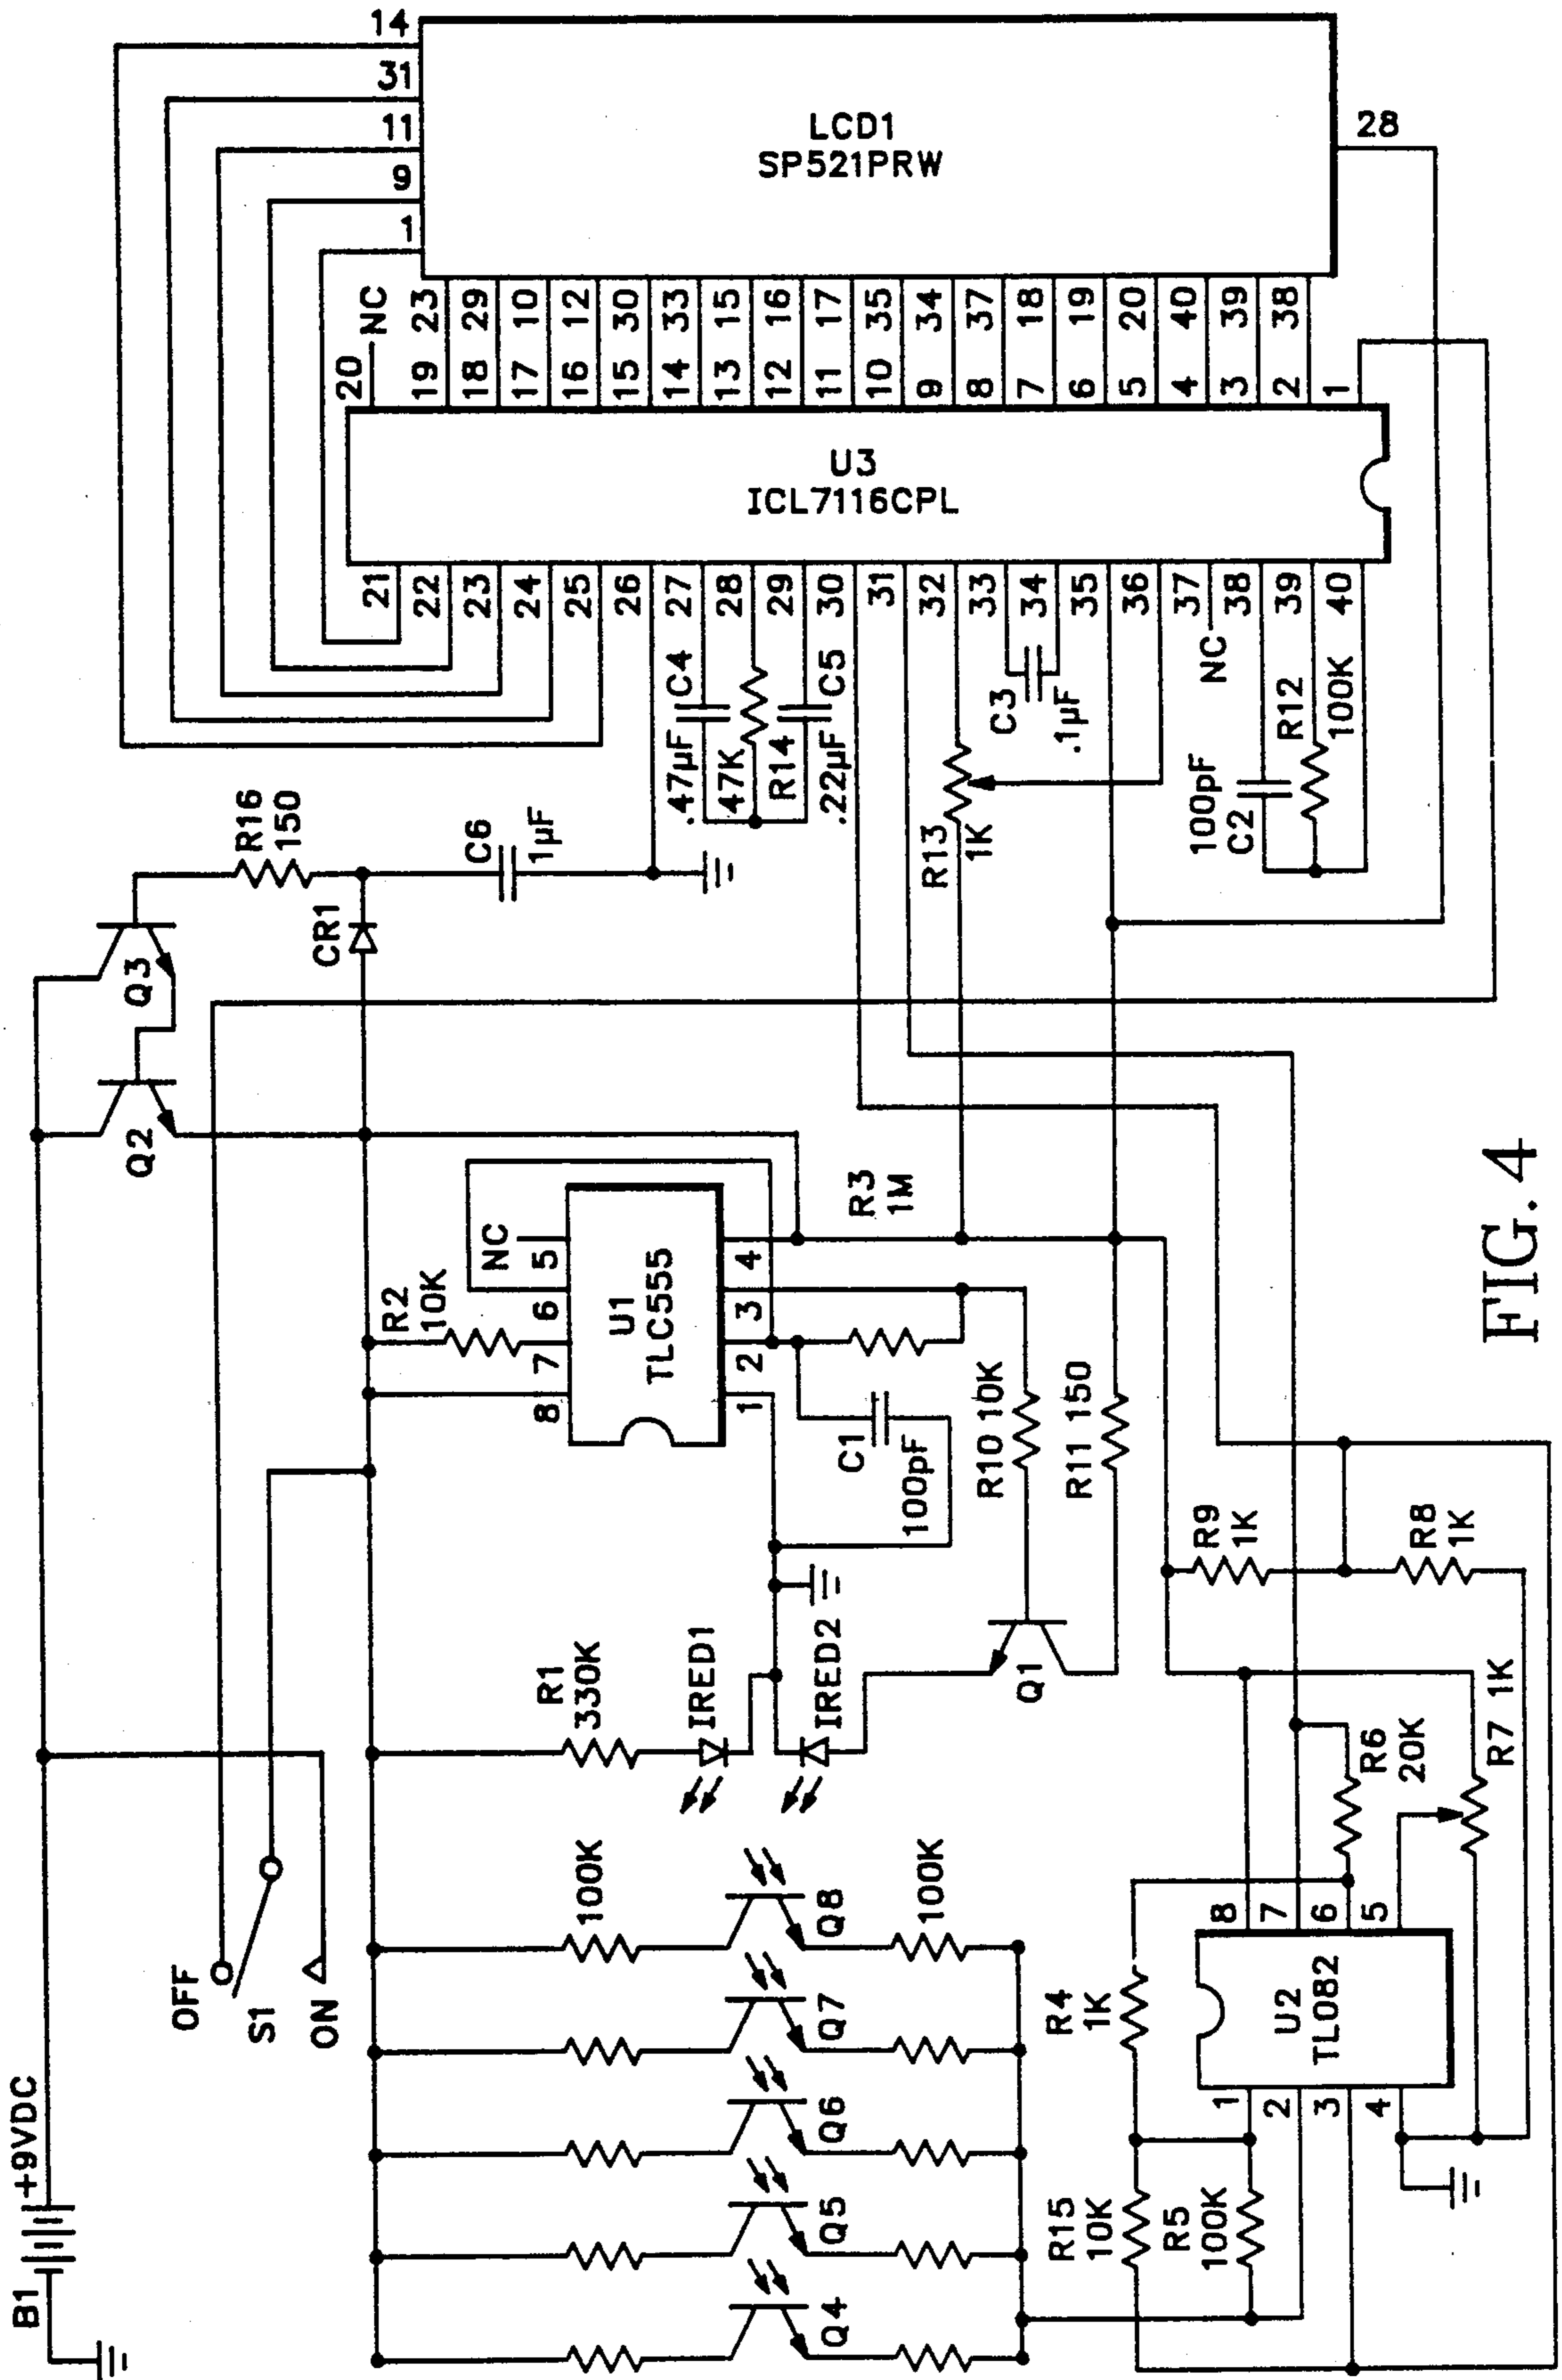 B1
+9VDC
OFF
S1
ON
Q2
Q3
R16
150
CR1
C6
1µF
14
31
11
9
1
LCD1
SP521PRW
28
20
NC
19 23
18 29
17 10
16 12
15 30
14 33
13 15
12 16
11 17
10 35
9 34
8 37
7 18
6 19
5 20
4 40
3 39
2 38
1
U3
ICL7116CPL
21
22
23
24
25
26
27
28
29
30
31
32
33
34
35
36
37
38
39
40
NC
.47µF
C4
47K
R14
.22µF
C5
R13
1K
C3
.1µF
100pF
C2
R12
100K
R2
10K
NC
8
7
6
5
U1
TLC555
1
2
3
4
R3
1M
C1
100pF
R10 10K
R11 150
R1
330K
IRED1
IRED2
Q1
100K
100K
Q4
Q5
Q6
Q7
Q8
R9
1K
R8
1K
R4
1K
R6
20K
R7 1K
R15
10K
R5
100K
U2
TL082
1
2
3
4
8
7
6
5
FIG. 4